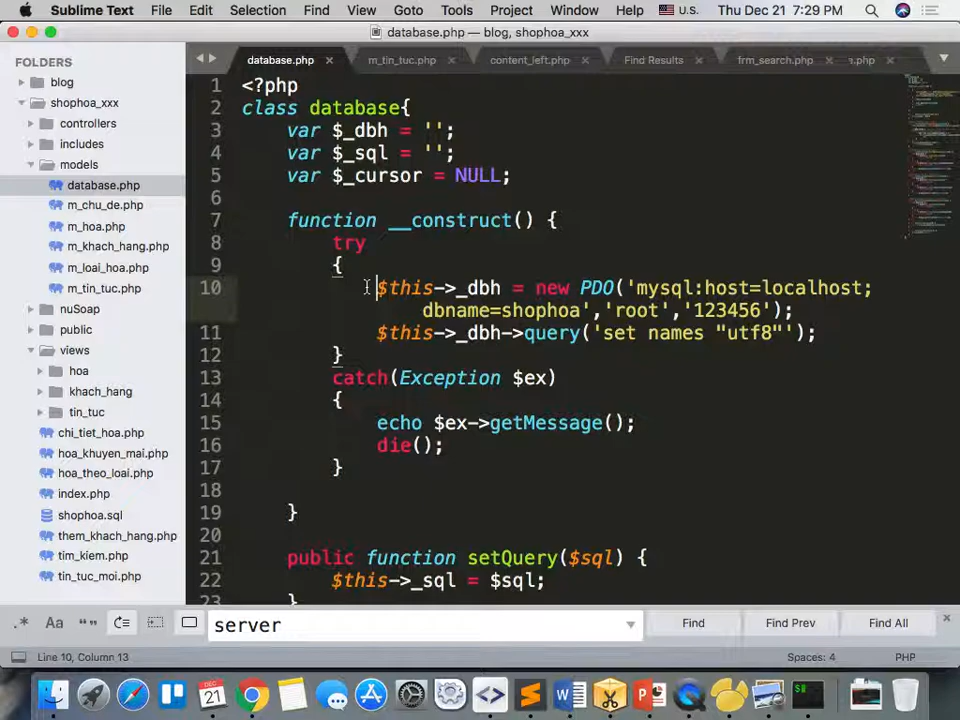 Sublime Text File Edit Selection Find View Goto Tools Project Window Help U.S. Thu Dec 21 7:29 PM
database.php — blog, shophoa_xxx
FOLDERS
blog
shophoa_xxx
controllers
includes
models
database.php
m_chu_de.php
m_hoa.php
m_khach_hang.php
m_loai_hoa.php
m_tin_tuc.php
nuSoap
public
views
hoa
khach_hang
tin_tuc
chi_tiet_hoa.php
hoa_khuyen_mai.php
hoa_theo_loai.php
index.php
shophoa.sql
them_khach_hang.php
tim_kiem.php
tin_tuc_moi.php
database.php × m_tin_tuc.php × content_left.php × Find Results × frm_search.php × .php ×
1 <?php
2 class database{
3 var $_dbh = '';
4 var $_sql = '';
5 var $_cursor = NULL;
6
7 function __construct() {
8 try
9 {
10 $this->_dbh = new PDO('mysql:host=localhost;
dbname=shophoa','root','123456');
11 $this->_dbh->query('set names "utf8"');
12 }
13 catch(Exception $ex)
14 {
15 echo $ex->getMessage();
16 die();
17 }
18
19 }
20
21 public function setQuery($sql) {
22 $this->_sql = $sql;
23 }
.* Aa “” server Find Find Prev Find All ×
Line 10, Column 13 Spaces: 4 PHP
DEC
21